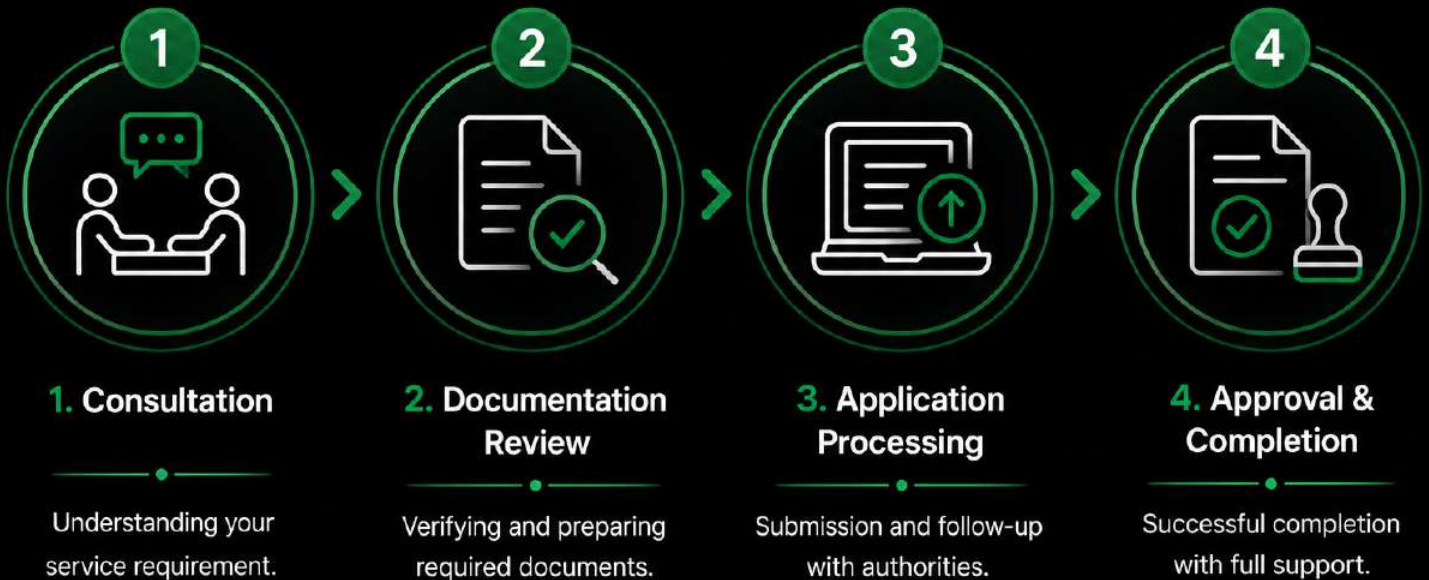 1
2
3
4
1. Consultation
Understanding your
service requirement.
2. Documentation
Review
Verifying and preparing
required documents.
3. Application
Processing
Submission and follow-up
with authorities.
4. Approval &
Completion
Successful completion
with full support.